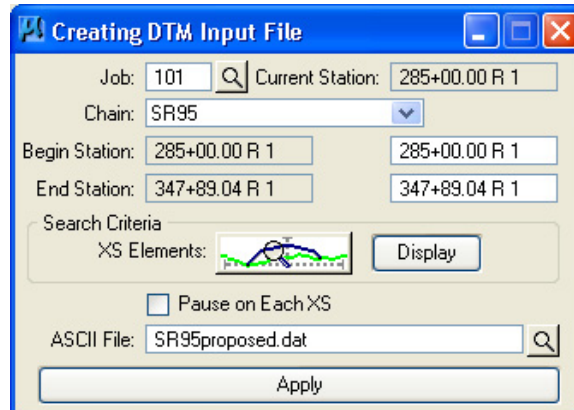 Creating DTM Input File
Job: 101 Current Station: 285+00.00 R 1
Chain: SR95
Begin Station: 285+00.00 R 1 285+00.00 R 1
End Station: 347+89.04 R 1 347+89.04 R 1
Search Criteria
XS Elements: Display
Pause on Each XS
ASCII File: SR95proposed.dat
Apply